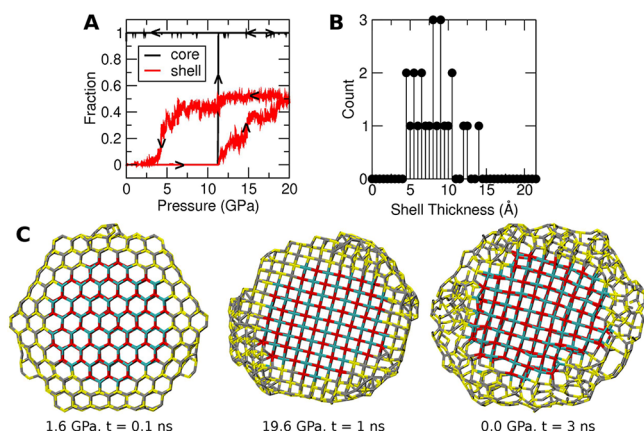 A
1
0.8
0.6
0.4
0.2
0
Fraction
core
shell
0
5
10
15
20
Pressure (GPa)
B
3
2
1
0
Count
0
5
10
15
20
Shell Thickness (Å)
C
1.6 GPa, t = 0.1 ns
19.6 GPa, t = 1 ns
0.0 GPa, t = 3 ns